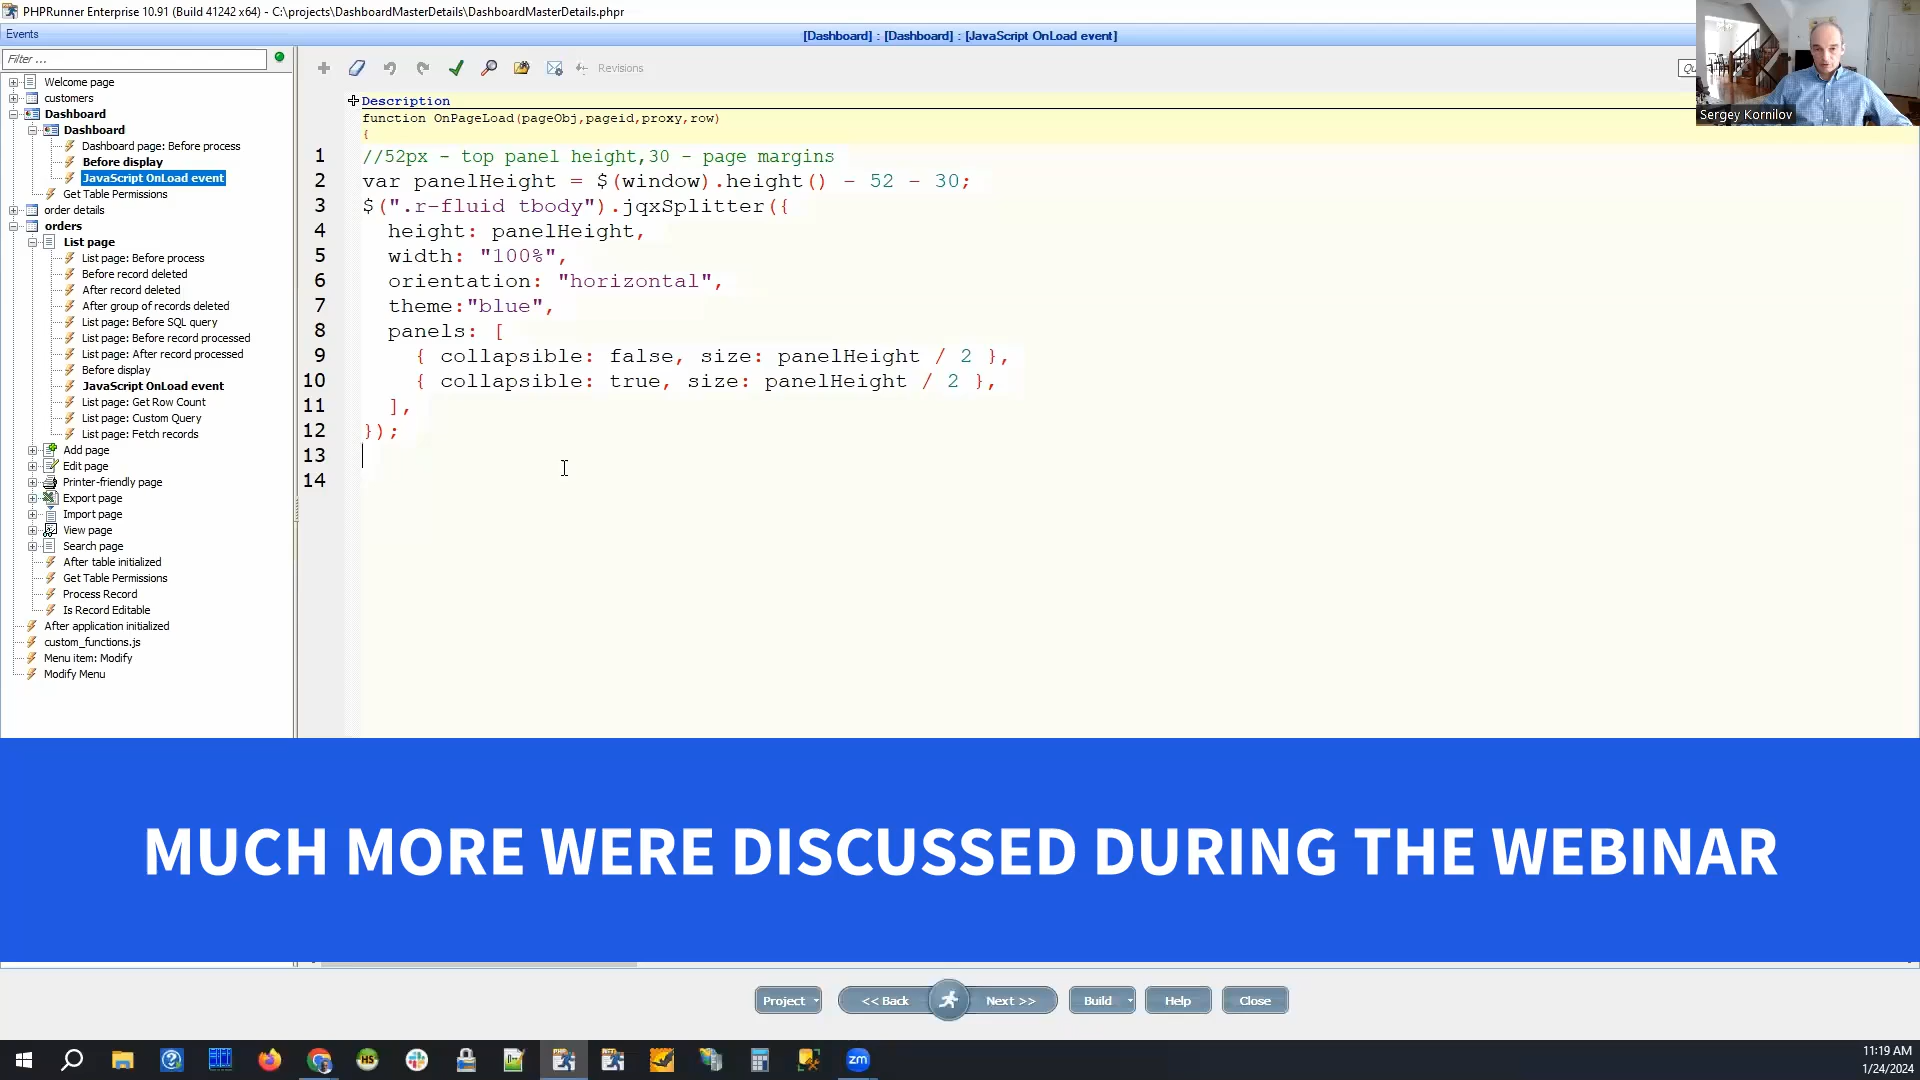 PHPRunner Enterprise 10.91 (Build 41242 x64) - C:\projects\DashboardMasterDetails\DashboardMasterDetails.phpr
Events
[Dashboard] : [Dashboard] : [JavaScript OnLoad event]
Filter ...
Revisions
Sergey Kornilov
Welcome page
customers
Dashboard
Dashboard
Dashboard page: Before process
Before display
JavaScript OnLoad event
Get Table Permissions
order details
orders
List page
List page: Before process
Before record deleted
After record deleted
After group of records deleted
List page: Before SQL query
List page: Before record processed
List page: After record processed
Before display
JavaScript OnLoad event
List page: Get Row Count
List page: Custom Query
List page: Fetch records
Add page
Edit page
Printer-friendly page
Export page
Import page
View page
Search page
After table initialized
Get Table Permissions
Process Record
Is Record Editable
After application initialized
custom_functions.js
Menu item: Modify
Modify Menu
Description
function OnPageLoad(pageObj,pageid,proxy,row)
{
1 //52px - top panel height,30 - page margins
2 var panelHeight = $(window).height() - 52 - 30;
3 $(".r-fluid tbody").jqxSplitter({
4 height: panelHeight,
5 width: "100%",
6 orientation: "horizontal",
7 theme:"blue",
8 panels: [
9 { collapsible: false, size: panelHeight / 2 },
10 { collapsible: true, size: panelHeight / 2 },
11 ],
12 });
13
14
MUCH MORE WERE DISCUSSED DURING THE WEBINAR
Project
<< Back
Next >>
Build
Help
Close
HS
zm
11:19 AM
1/24/2024